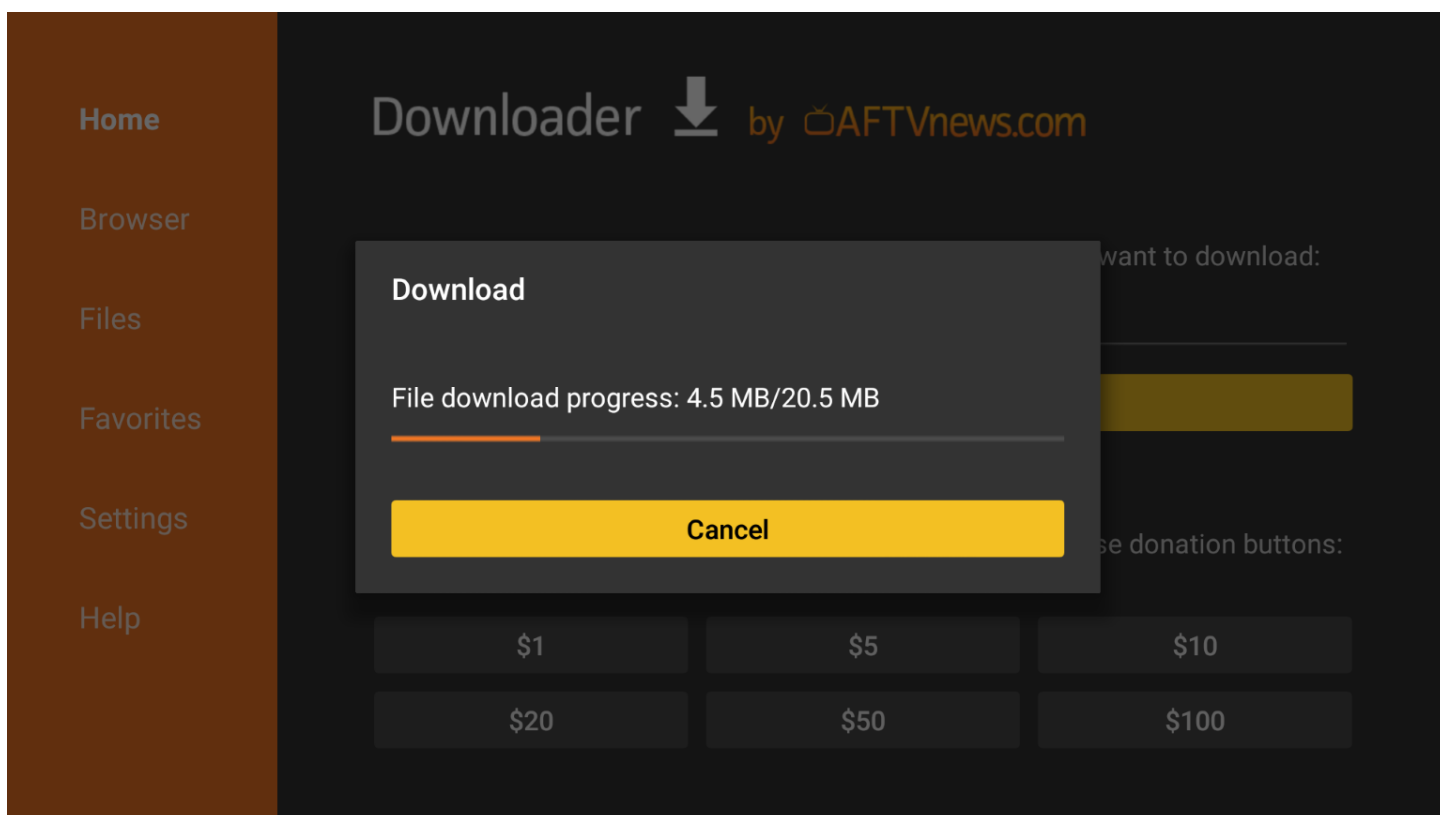 Home
Downloader by AFTVnews.com
Browser
want to download:
Download
Files
File download progress: 4.5 MB/20.5 MB
Favorites
Settings
Cancel
se donation buttons:
Help
$1 $5 $10
$20 $50 $100